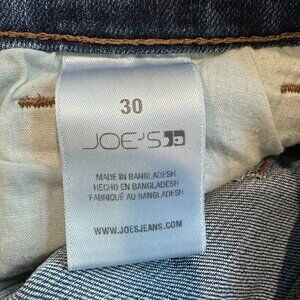 30
JOE'S
MADE IN BANGLADESH
HECHO EN BANGLADESH
FABRIQUÉ AU BANGLADESH
WWW.JOESJEANS.COM